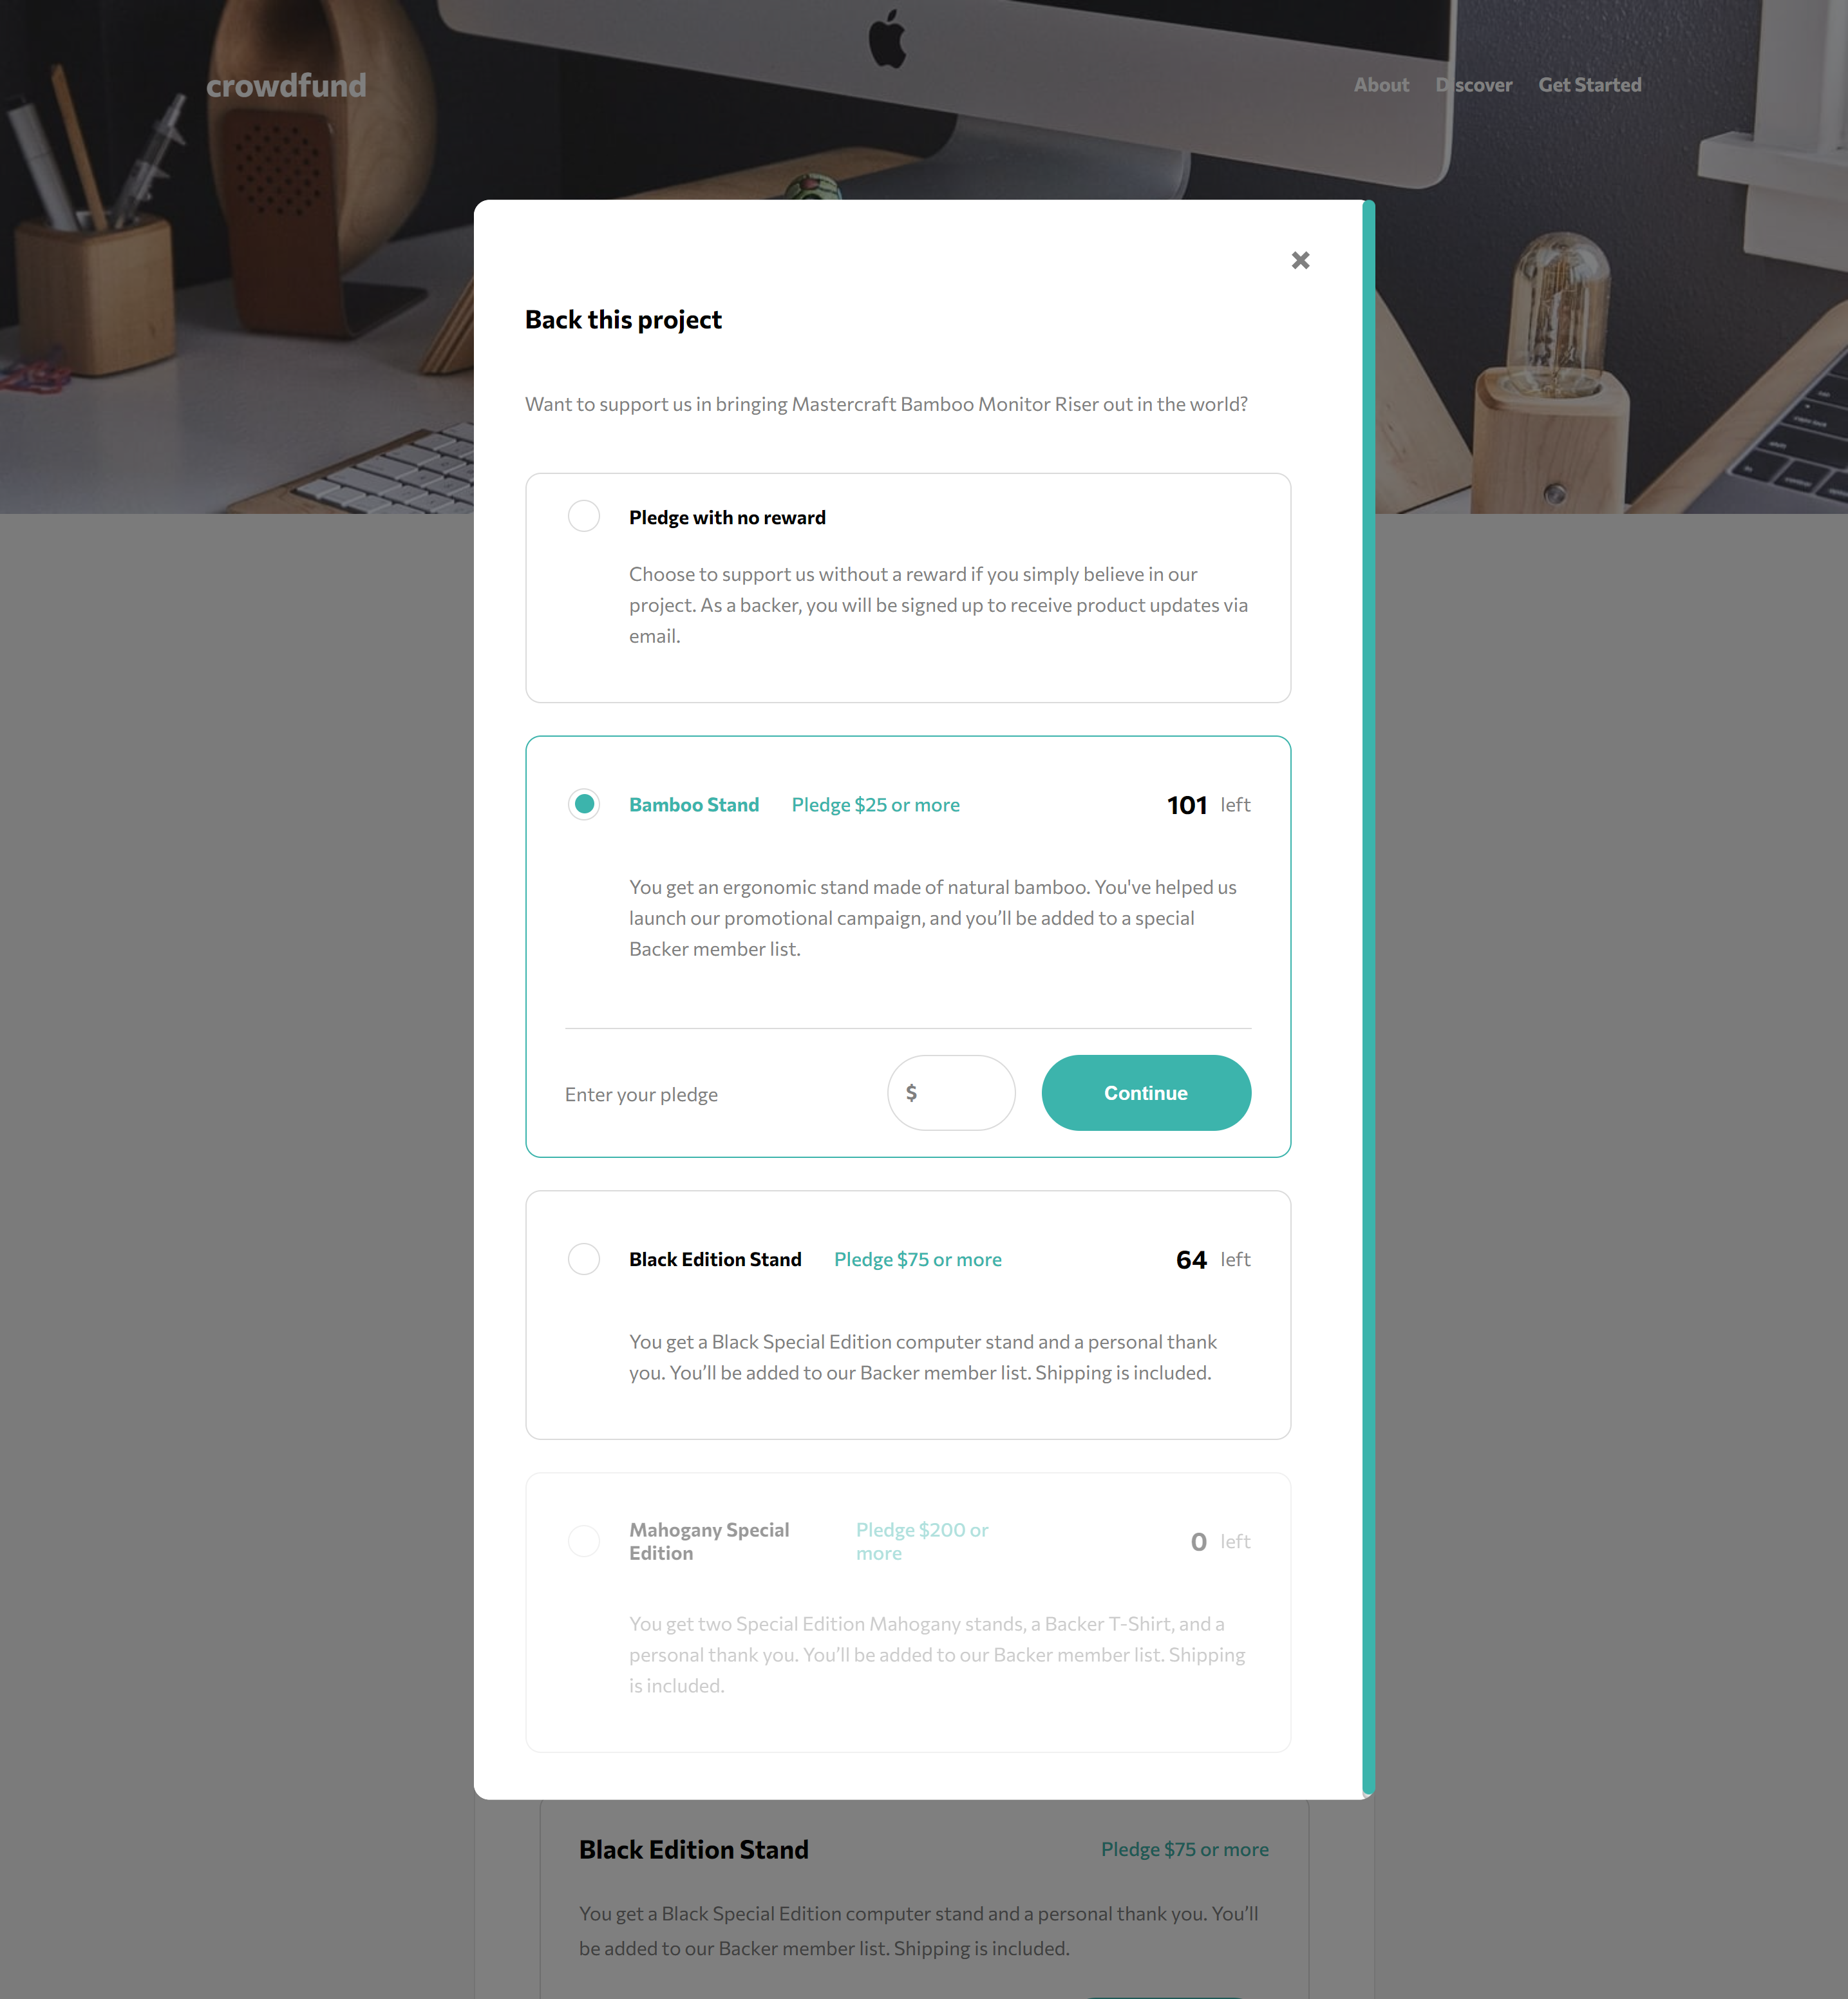 crowdfund
About Discover Get Started
Back this project
Want to support us in bringing Mastercraft Bamboo Monitor Riser out in the world?
Pledge with no reward
Choose to support us without a reward if you simply believe in our
project. As a backer, you will be signed up to receive product updates via
email.
Bamboo Stand Pledge $25 or more 101 left
You get an ergonomic stand made of natural bamboo. You've helped us
launch our promotional campaign, and you’ll be added to a special
Backer member list.
Enter your pledge $ Continue
Black Edition Stand Pledge $75 or more 64 left
You get a Black Special Edition computer stand and a personal thank
you. You’ll be added to our Backer member list. Shipping is included.
Mahogany Special
Edition
Pledge $200 or
more
0 left
You get two Special Edition Mahogany stands, a Backer T-Shirt, and a
personal thank you. You’ll be added to our Backer member list. Shipping
is included.
Black Edition Stand Pledge $75 or more
You get a Black Special Edition computer stand and a personal thank you. You’ll
be added to our Backer member list. Shipping is included.